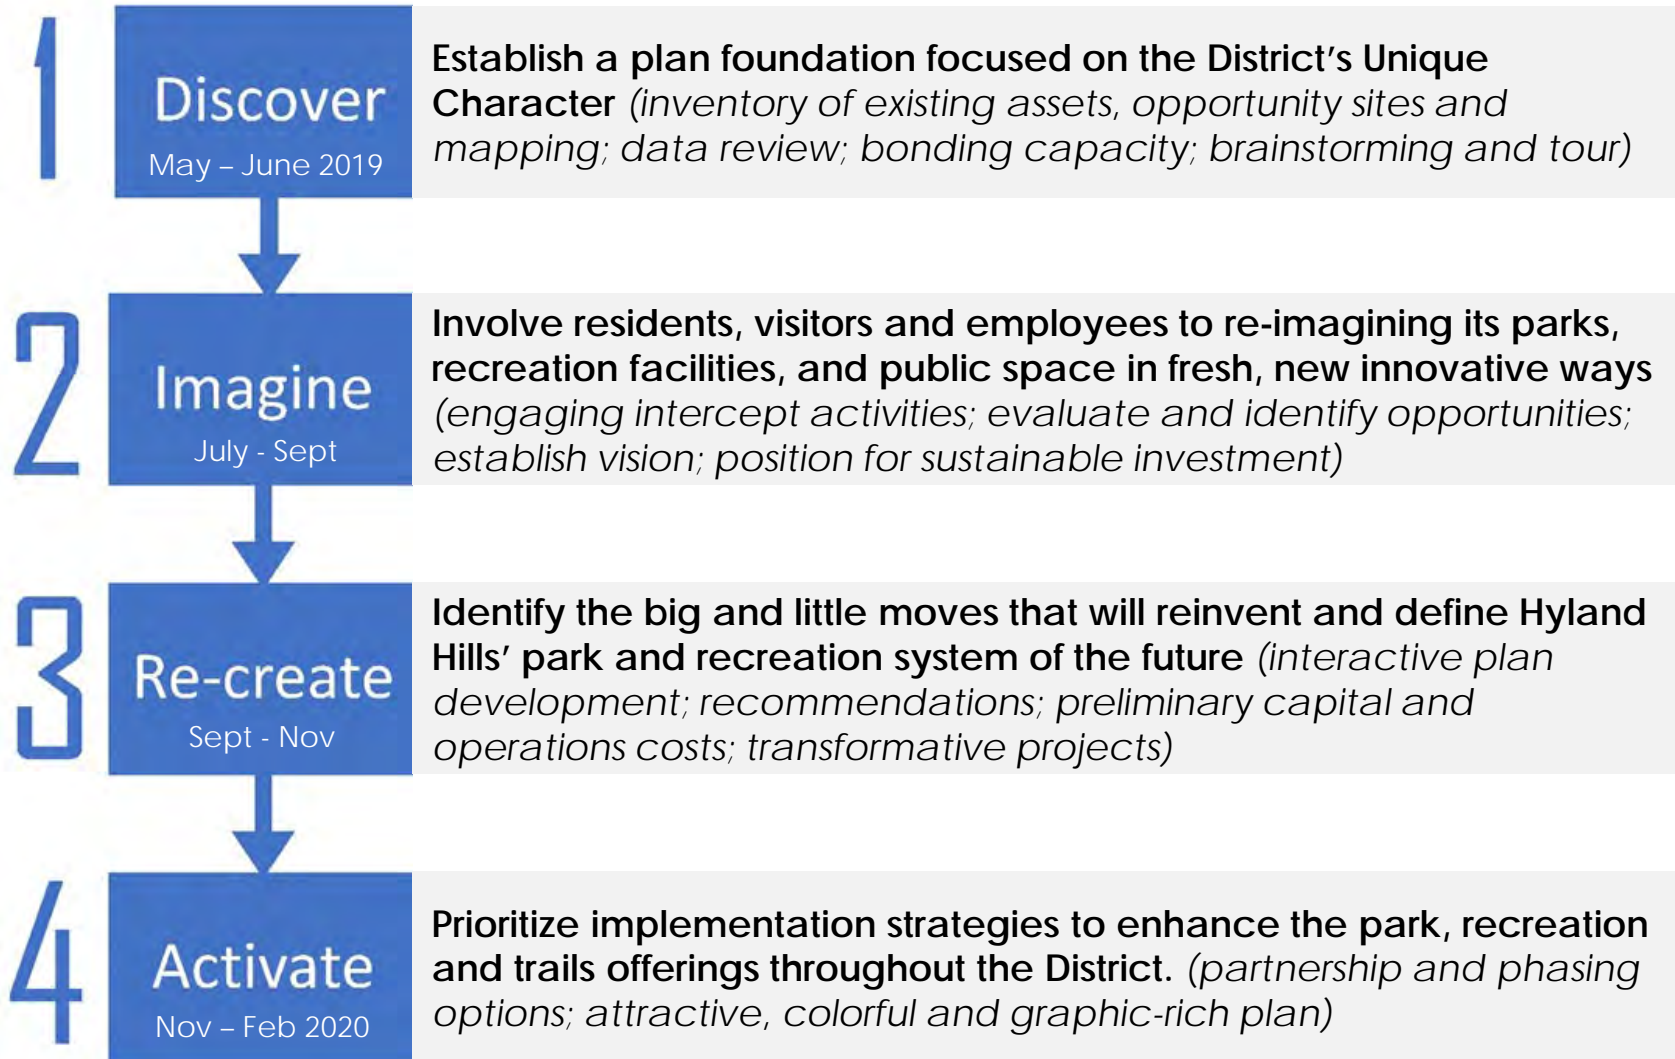 1
Discover
May – June 2019
Establish a plan foundation focused on the District's Unique
Character (inventory of existing assets, opportunity sites and
mapping; data review; bonding capacity; brainstorming and tour)
2
Imagine
July - Sept
Involve residents, visitors and employees to re-imagining its parks,
recreation facilities, and public space in fresh, new innovative ways
(engaging intercept activities; evaluate and identify opportunities;
establish vision; position for sustainable investment)
3
Re-create
Sept - Nov
Identify the big and little moves that will reinvent and define Hyland
Hills' park and recreation system of the future (interactive plan
development; recommendations; preliminary capital and
operations costs; transformative projects)
4
Activate
Nov – Feb 2020
Prioritize implementation strategies to enhance the park, recreation
and trails offerings throughout the District. (partnership and phasing
options; attractive, colorful and graphic-rich plan)